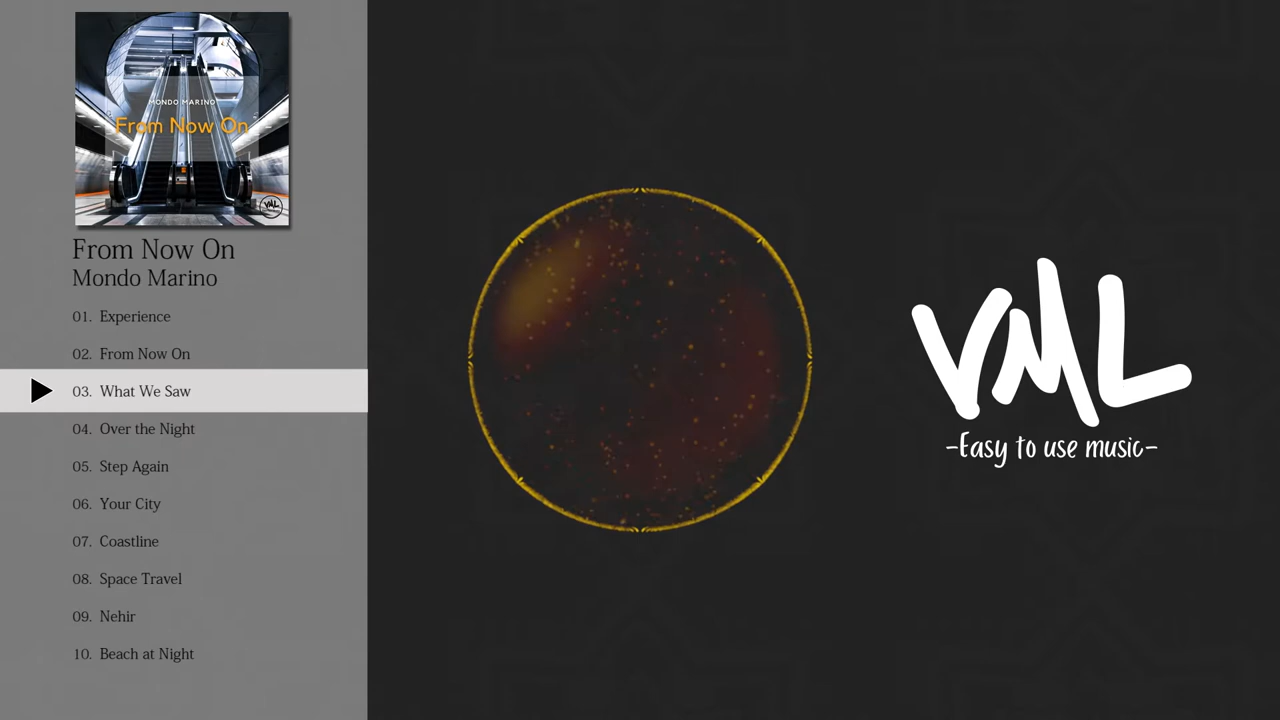 MONDO MARINO
From Now On
VML
From Now On
Mondo Marino
01. Experience
02. From Now On
03. What We Saw
04. Over the Night
05. Step Again
06. Your City
07. Coastline
08. Space Travel
09. Nehir
10. Beach at Night
VML
-Easy to use music-